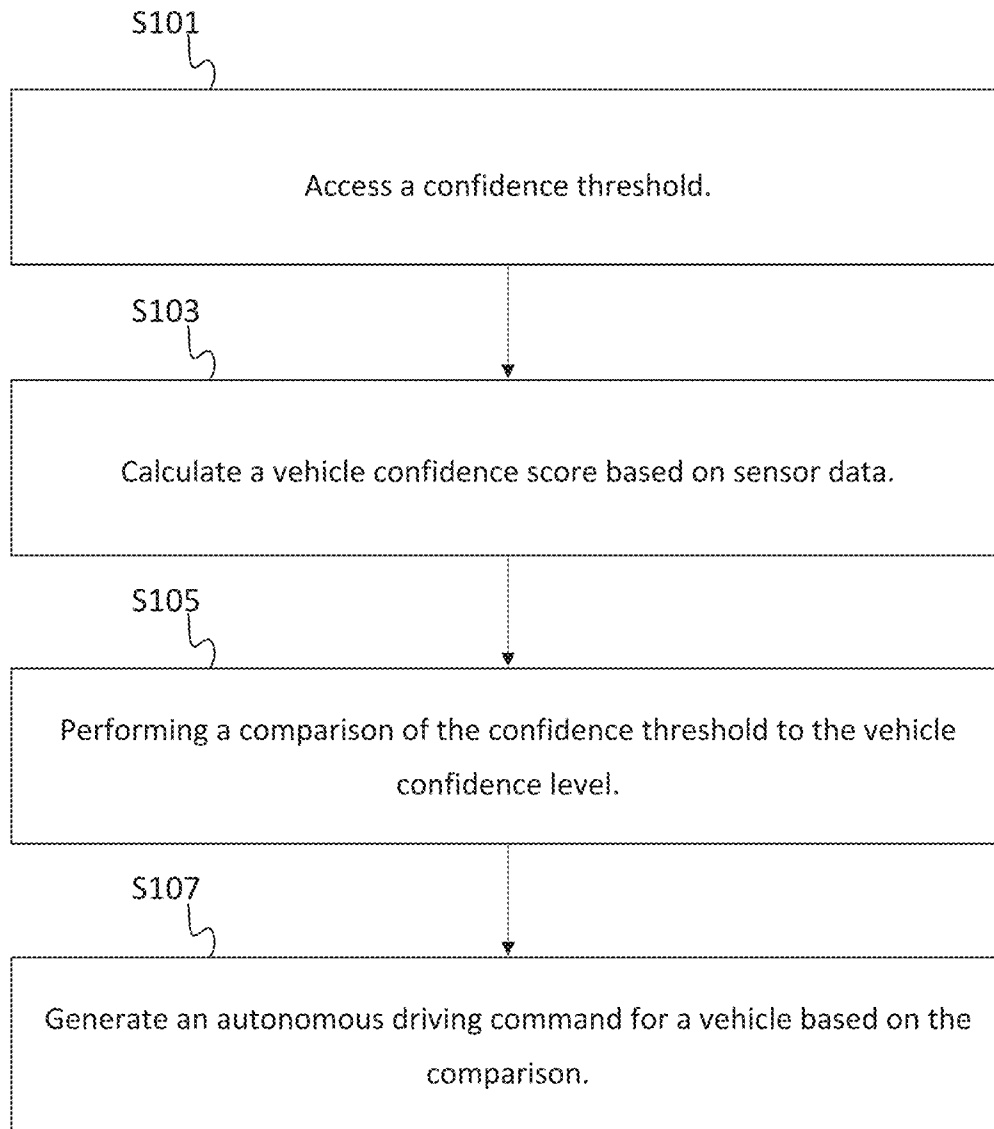 S101
Access a confidence threshold.
S103
Calculate a vehicle confidence score based on sensor data.
S105
Performing a comparison of the confidence threshold to the vehicle
confidence level.
S107
Generate an autonomous driving command for a vehicle based on the
comparison.